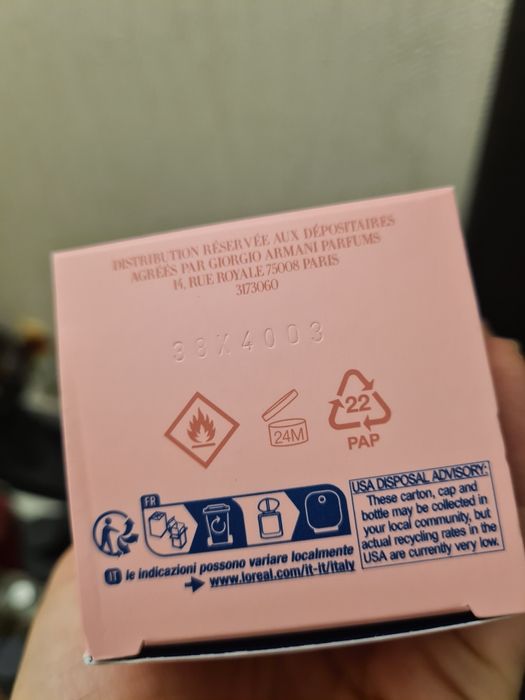 DISTRIBUTION RÉSERVÉE AUX DÉPOSITAIRES
AGRÉÉS PAR GIORGIO ARMANI PARFUMS
14, RUE ROYALE 75008 PARIS
3173060
38X4003
24M
22
PAP
FR
IT le indicazioni possono variare localmente
www.loreal.com/it-it/italy
USA DISPOSAL ADVISORY:
These carton, cap and
bottle may be collected in
your local community, but
actual recycling rates in the
USA are currently very low.